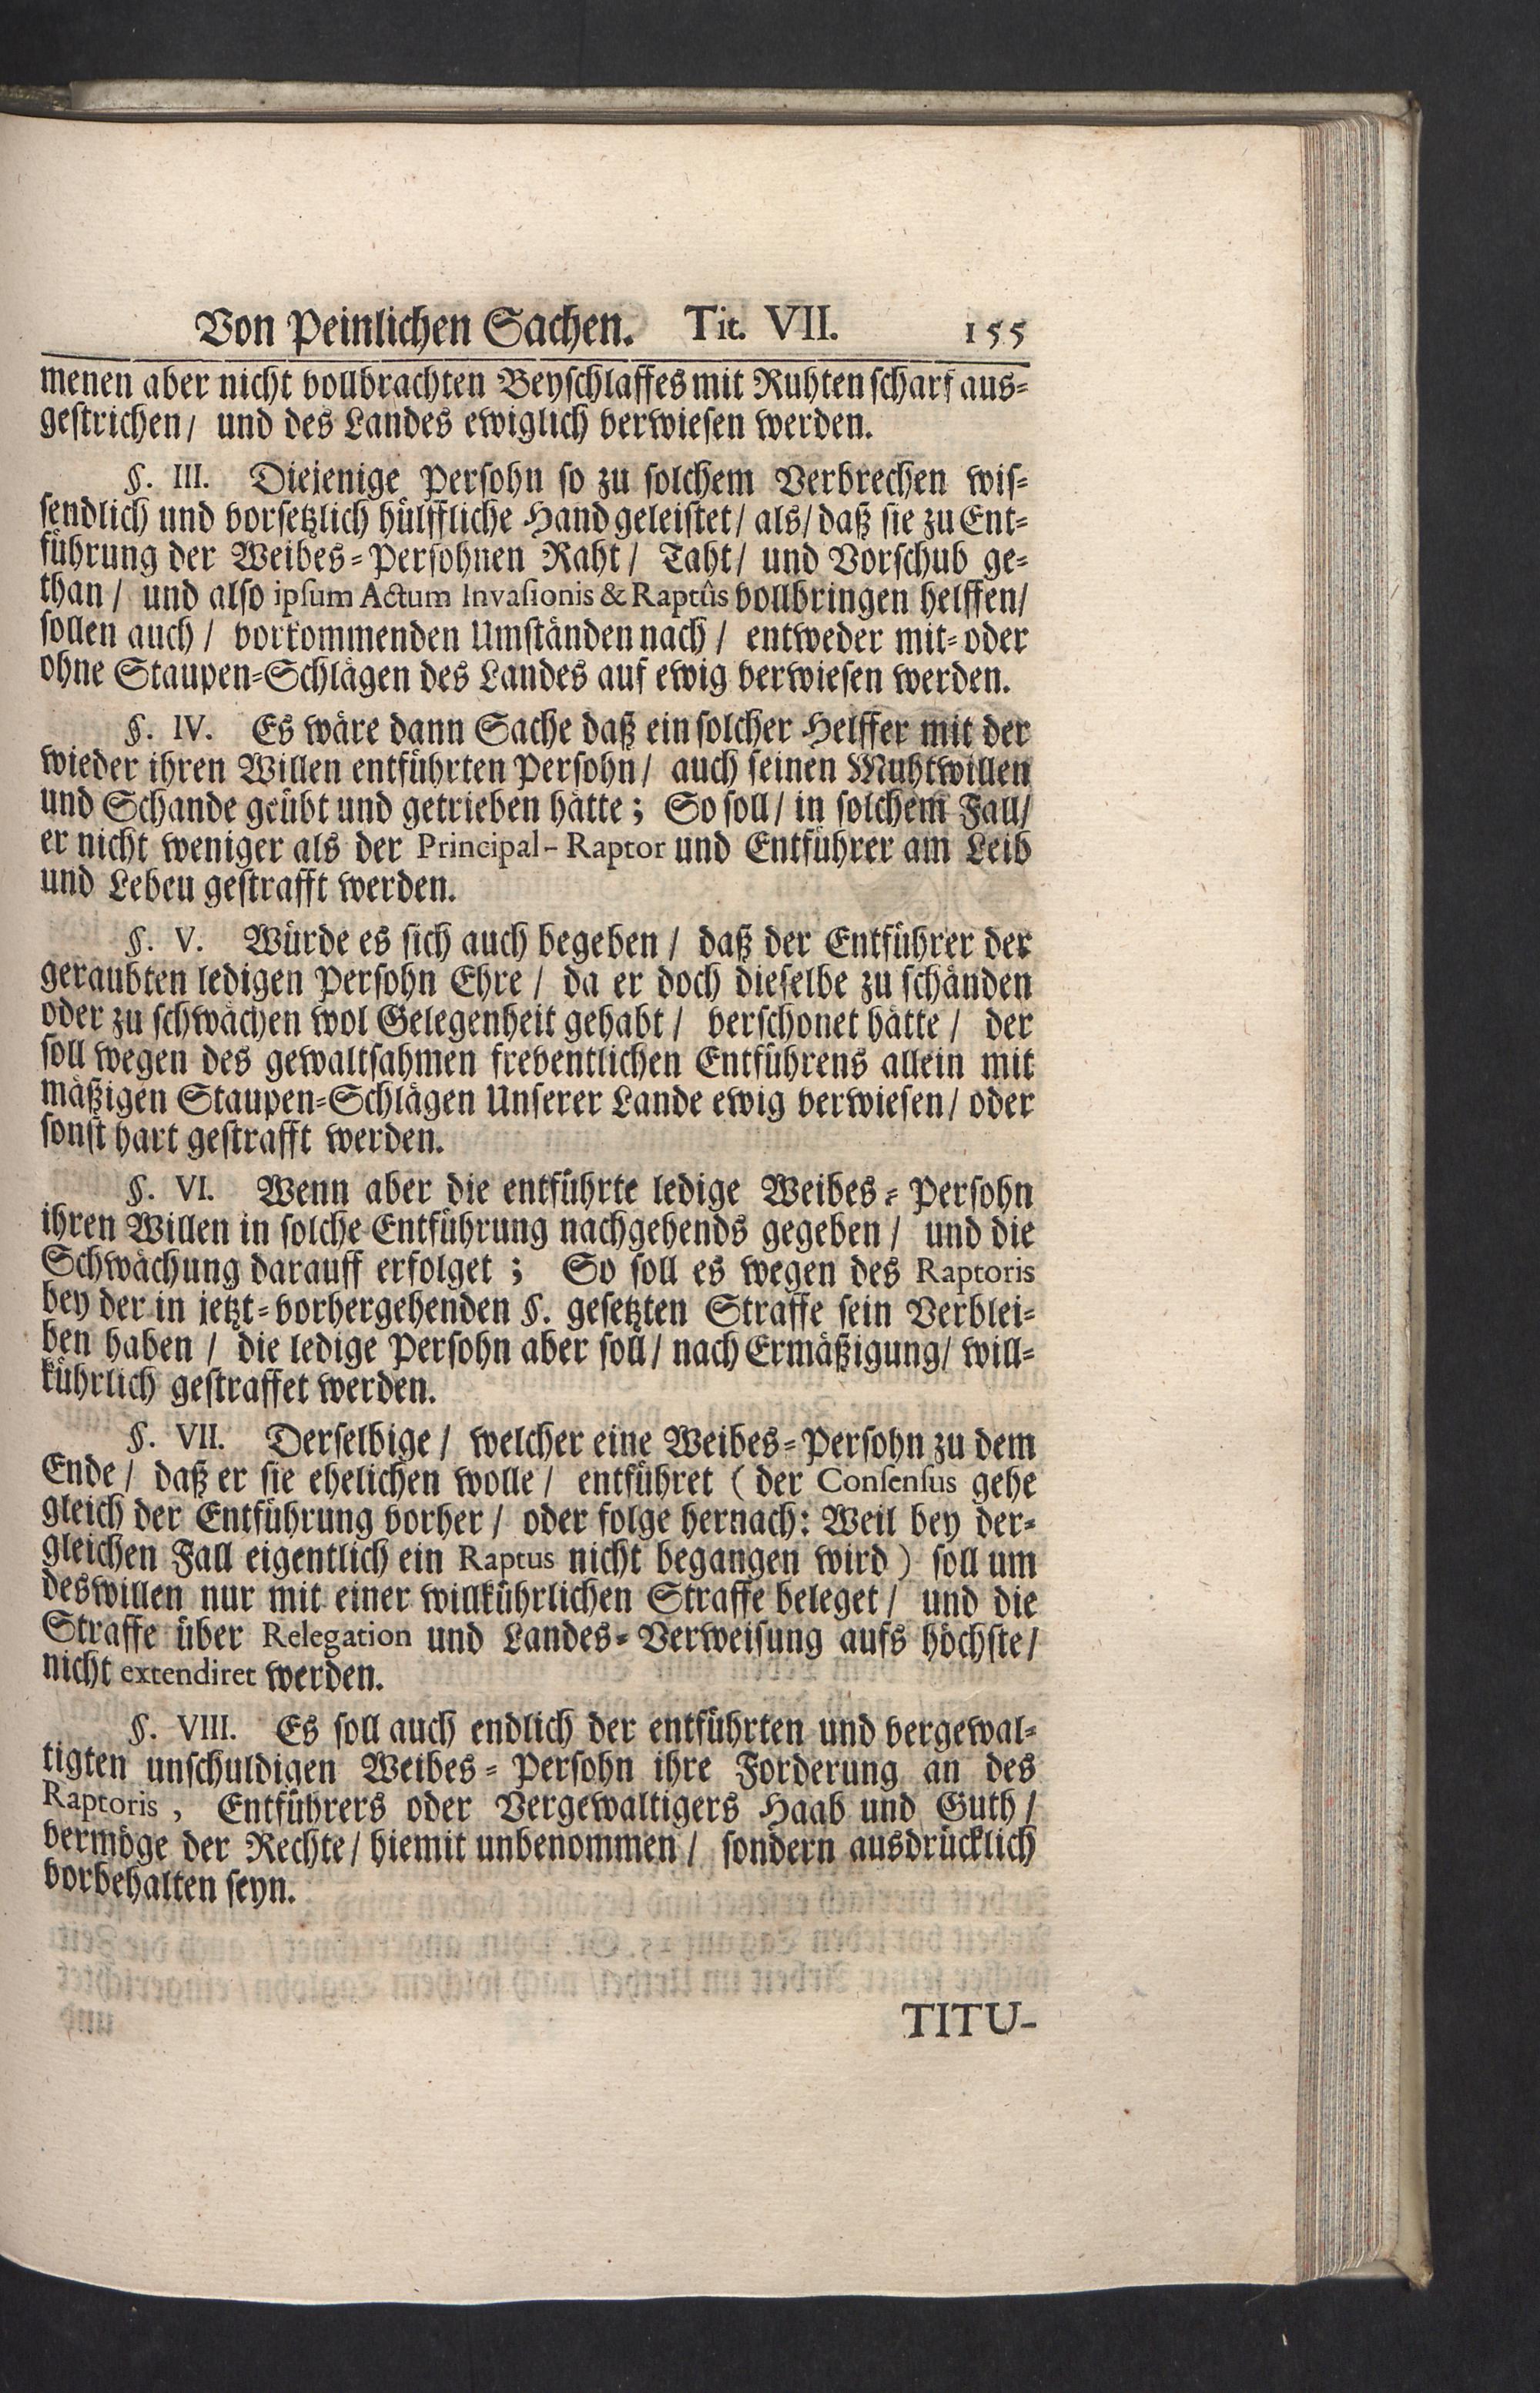 Von Peinlichen Sachen. Tit. VII. 155
menen aber nicht vollbrachten Beyschlaffes mit Ruhten scharf aus-
gestrichen / und des Landes ewiglich verwiesen werden.
§. III. Diejenige Persohn so zu solchem Verbrechen wis-
sendlich und vorsetzlich hülffliche Hand geleistet / als / daß sie zu Ent-
führung der Weibes-Persohnen Raht / Taht / und Vorschub ge-
than / und also ipsum Actum Invasionis & Raptûs vollbringen helffen /
sollen auch / vorkommenden Umständen nach / entweder mit- oder
ohne Staupen-Schlägen des Landes auf ewig verwiesen werden.
§. IV. Es wäre dann Sache daß ein solcher Helffer mit der
wieder ihren Willen entführten Persohn / auch seinen Muhtwillen
und Schande geübt und getrieben hätte; So soll / in solchem Fall /
er nicht weniger als der Principal-Raptor und Entführer am Leib
und Lebeu gestrafft werden.
§. V. Würde es sich auch begeben / daß der Entführer der
geraubten ledigen Persohn Ehre / da er doch dieselbe zu schänden
oder zu schwächen wol Gelegenheit gehabt / verschonet hätte / der
soll wegen des gewaltsahmen freventlichen Entführens allein mit
mäßigen Staupen-Schlägen Unserer Lande ewig verwiesen / oder
sonst hart gestrafft werden.
§. VI. Wenn aber die entführte ledige Weibes-Persohn
ihren Willen in solche Entführung nachgehends gegeben / und die
Schwächung darauff erfolget; So soll es wegen des Raptoris
bey der in jetzt-vorhergehenden §. gesetzten Straffe sein Verblei-
ben haben / die ledige Persohn aber soll / nach Ermäßigung / will-
kührlich gestraffet werden.
§. VII. Derselbige / welcher eine Weibes-Persohn zu dem
Ende / daß er sie ehelichen wolle / entführet (der Consensus gehe
gleich der Entführung vorher / oder folge hernach: Weil bey der-
gleichen Fall eigentlich ein Raptus nicht begangen wird) soll um
deswillen nur mit einer willkührlichen Straffe beleget / und die
Straffe über Relegation und Landes-Verweisung aufs höchste /
nicht extendiret werden.
§. VIII. Es soll auch endlich der entführten und vergewal-
tigten unschuldigen Weibes-Persohn ihre Forderung an des
Raptoris, Entführers oder Vergewaltigers Haab und Guth /
vermöge der Rechte / hiemit unbenommen / sondern ausdrücklich
vorbehalten seyn.
TITU-